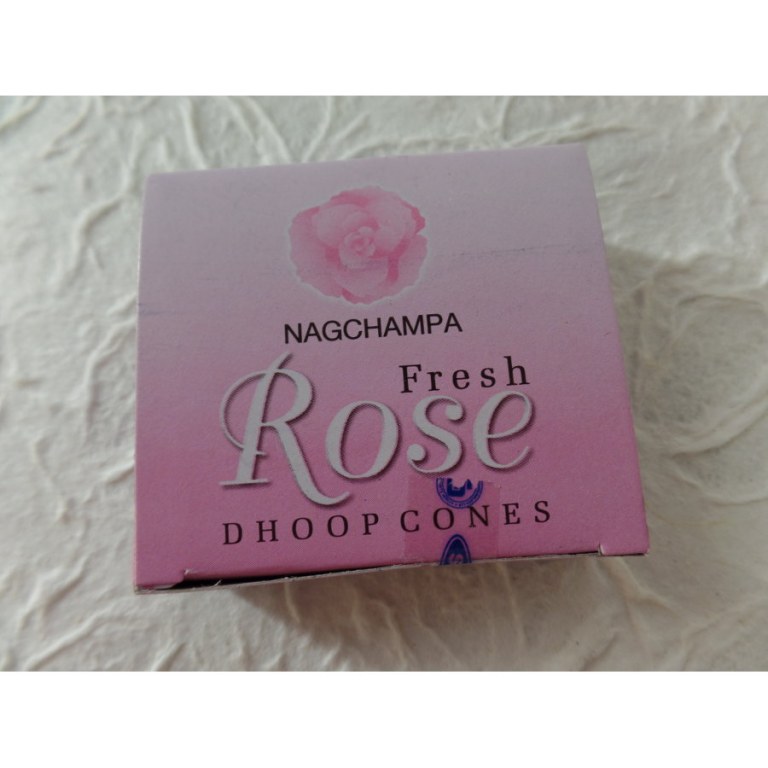 NAGCHAMPA
Fresh
Rose
DHOOP CONES